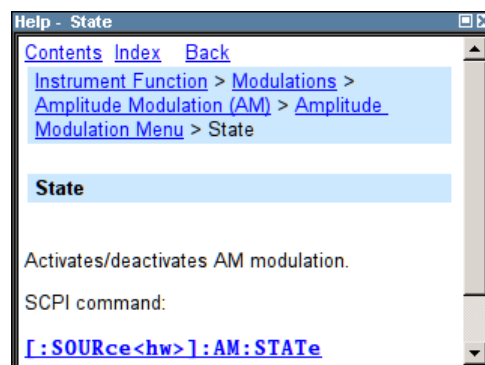 Help - State
Contents Index Back
Instrument Function > Modulations >
Amplitude Modulation (AM) > Amplitude
Modulation Menu > State
State
Activates/deactivates AM modulation.
SCPI command:
[:SOURce<hw>]:AM:STATe